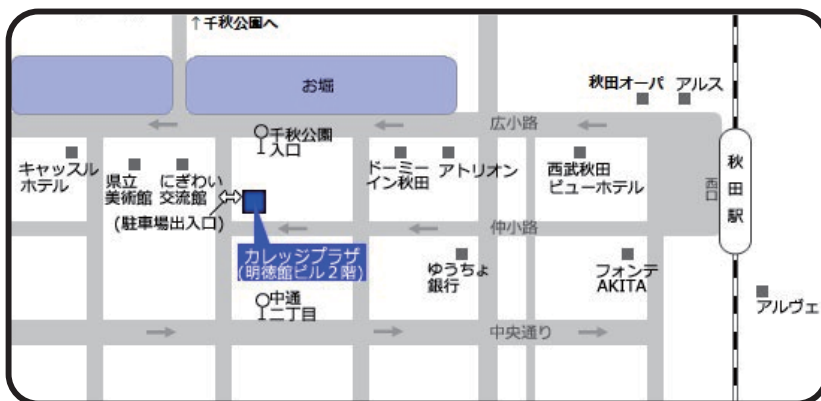 ↑千秋公園へ
お堀
秋田オーパ
アルス
広小路
千秋公園
入口
キャッスル
ホテル
県立
美術館
にぎわい
交流館
(駐車場出入口)
ドーミー
イン秋田
アトリオン
西武秋田
ビューホテル
西口
秋田駅
仲小路
カレッジプラザ
(明徳館ビル2階)
ゆうちょ
銀行
フォンテ
AKITA
アルヴェ
中通
二丁目
中央通り